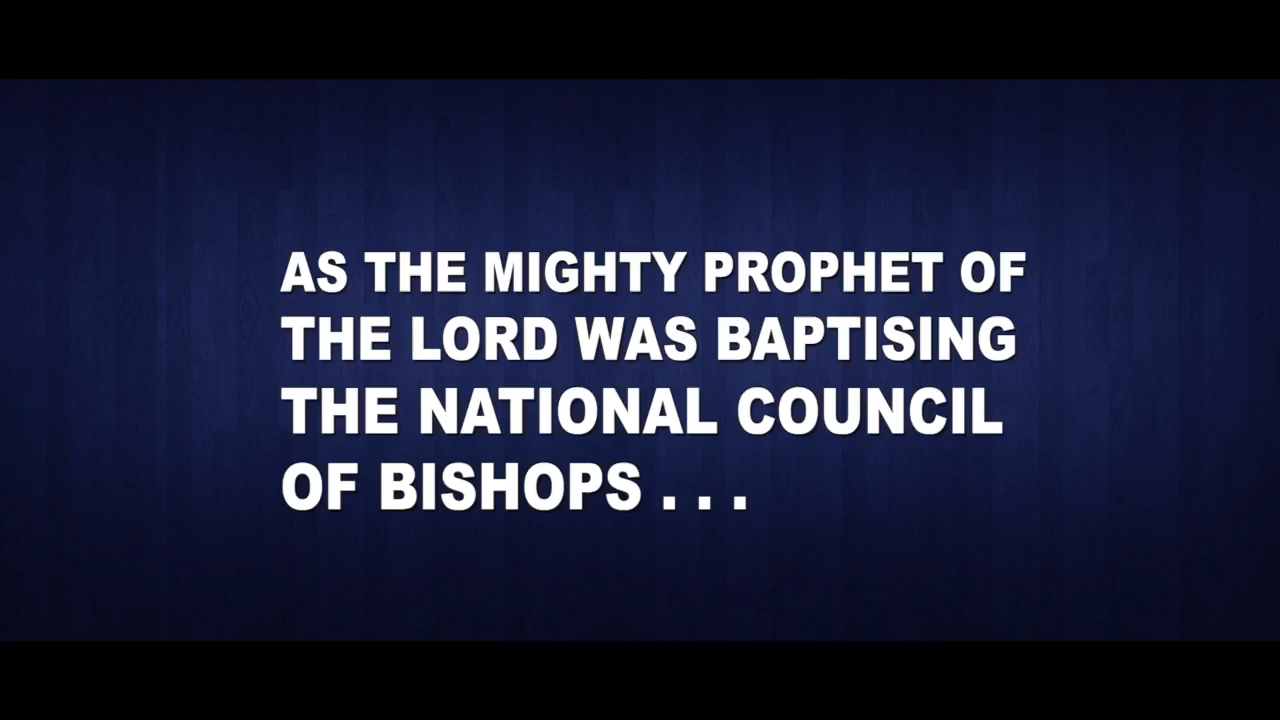 AS THE MIGHTY PROPHET OF
THE LORD WAS BAPTISING
THE NATIONAL COUNCIL
OF BISHOPS . . .